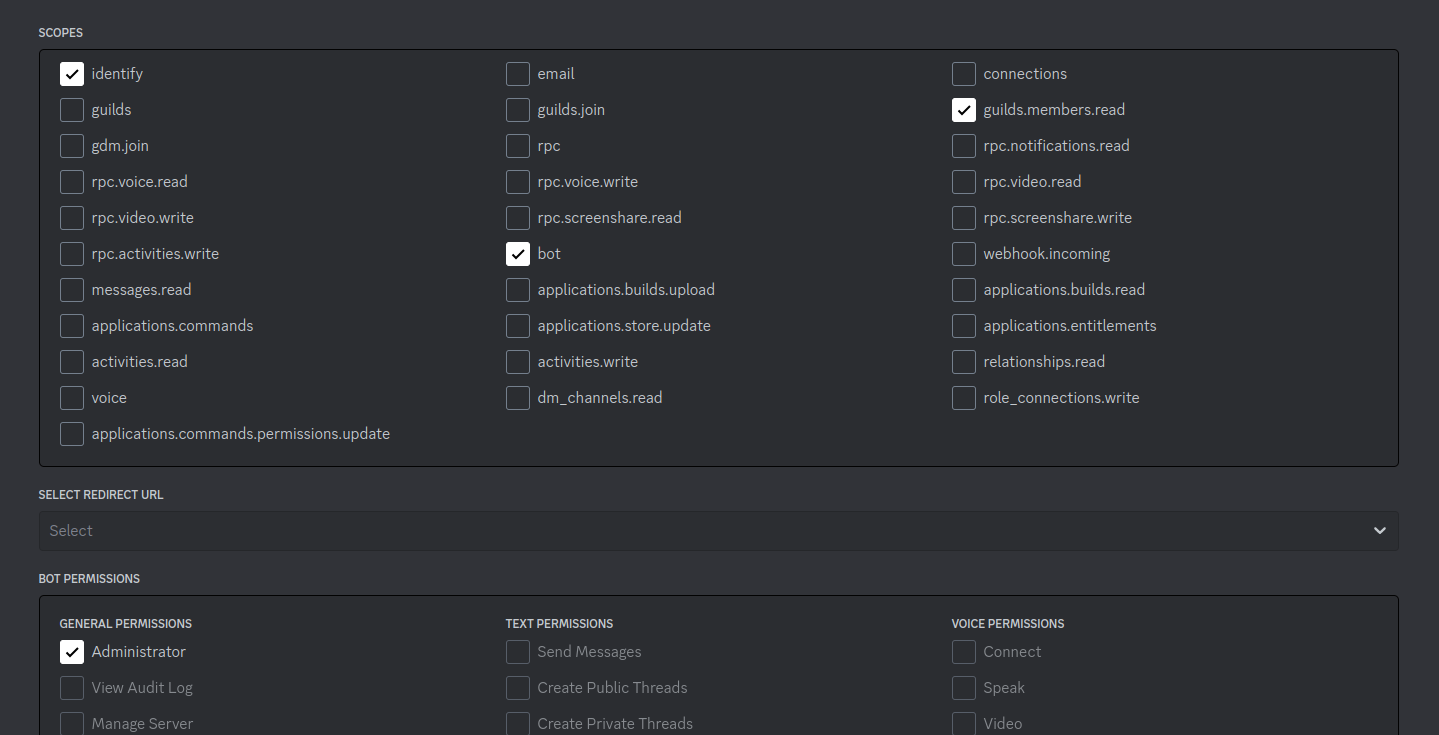 SCOPES
identify
email
connections
guilds
guilds.join
guilds.members.read
gdm.join
rpc
rpc.notifications.read
rpc.voice.read
rpc.voice.write
rpc.video.read
rpc.video.write
rpc.screenshare.read
rpc.screenshare.write
rpc.activities.write
bot
webhook.incoming
messages.read
applications.builds.upload
applications.builds.read
applications.commands
applications.store.update
applications.entitlements
activities.read
activities.write
relationships.read
voice
dm_channels.read
role_connections.write
applications.commands.permissions.update
SELECT REDIRECT URL
Select
BOT PERMISSIONS
GENERAL PERMISSIONS
TEXT PERMISSIONS
VOICE PERMISSIONS
Administrator
Send Messages
Connect
View Audit Log
Create Public Threads
Speak
Manage Server
Create Private Threads
Video